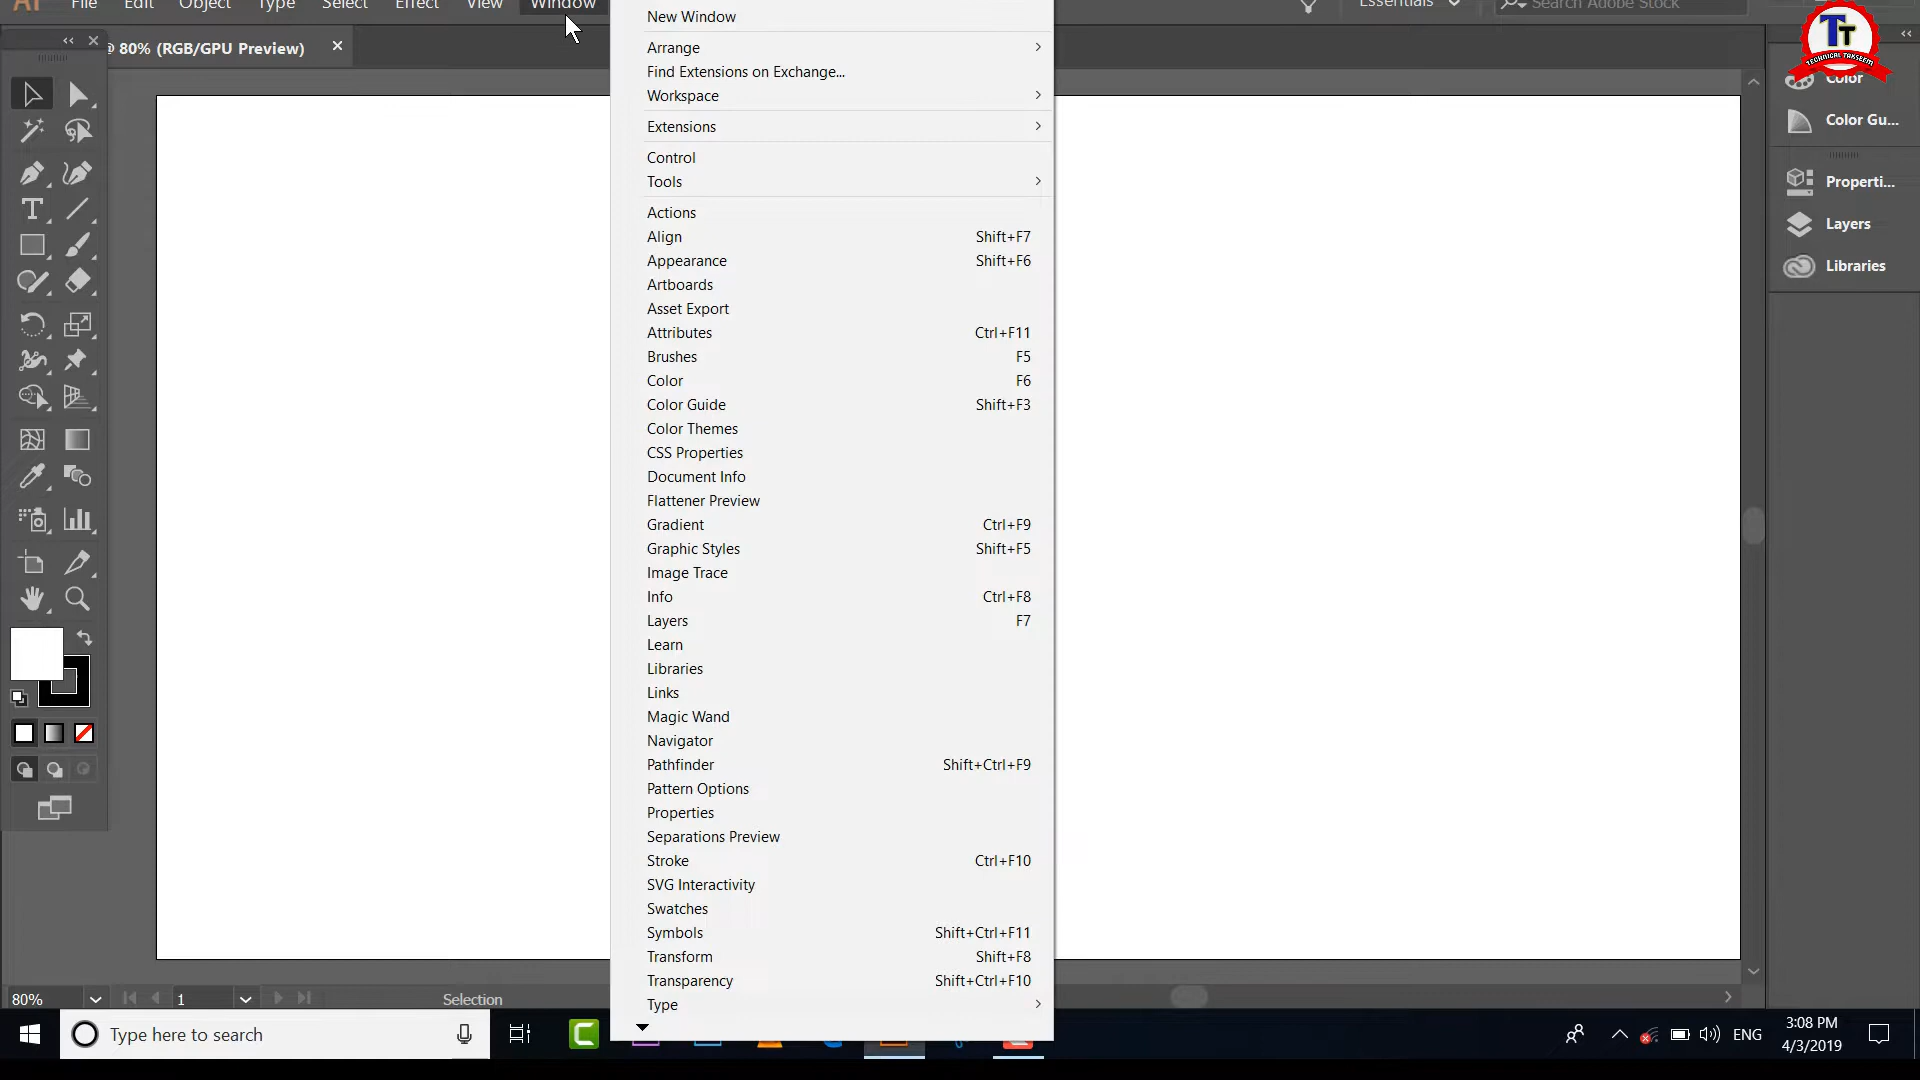 Ai File Edit Object Type Select Effect View Window
Essentials
Search Adobe Stock
@ 80% (RGB/GPU Preview)
New Window
Arrange
Find Extensions on Exchange...
Workspace
Extensions
Control
Tools
Actions
Align Shift+F7
Appearance Shift+F6
Artboards
Asset Export
Attributes Ctrl+F11
Brushes F5
Color F6
Color Guide Shift+F3
Color Themes
CSS Properties
Document Info
Flattener Preview
Gradient Ctrl+F9
Graphic Styles Shift+F5
Image Trace
Info Ctrl+F8
Layers F7
Learn
Libraries
Links
Magic Wand
Navigator
Pathfinder Shift+Ctrl+F9
Pattern Options
Properties
Separations Preview
Stroke Ctrl+F10
SVG Interactivity
Swatches
Symbols Shift+Ctrl+F11
Transform Shift+F8
Transparency Shift+Ctrl+F10
Type
TT
TECHNICAL TAKSEEM
Color
Color Gu...
Properti...
Layers
Libraries
80%
1
Selection
Type here to search
ENG
3:08 PM
4/3/2019